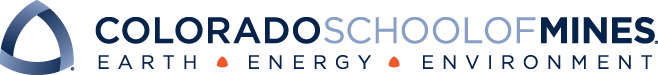 COLORADOSCHOOLOFMINES.
EARTH ENERGY ENVIRONMENT